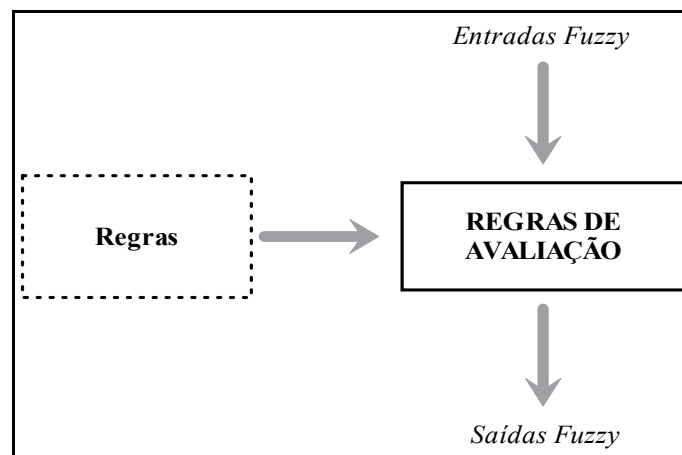 Entradas Fuzzy
Regras
REGRAS DE
AVALIAÇÃO
Saídas Fuzzy